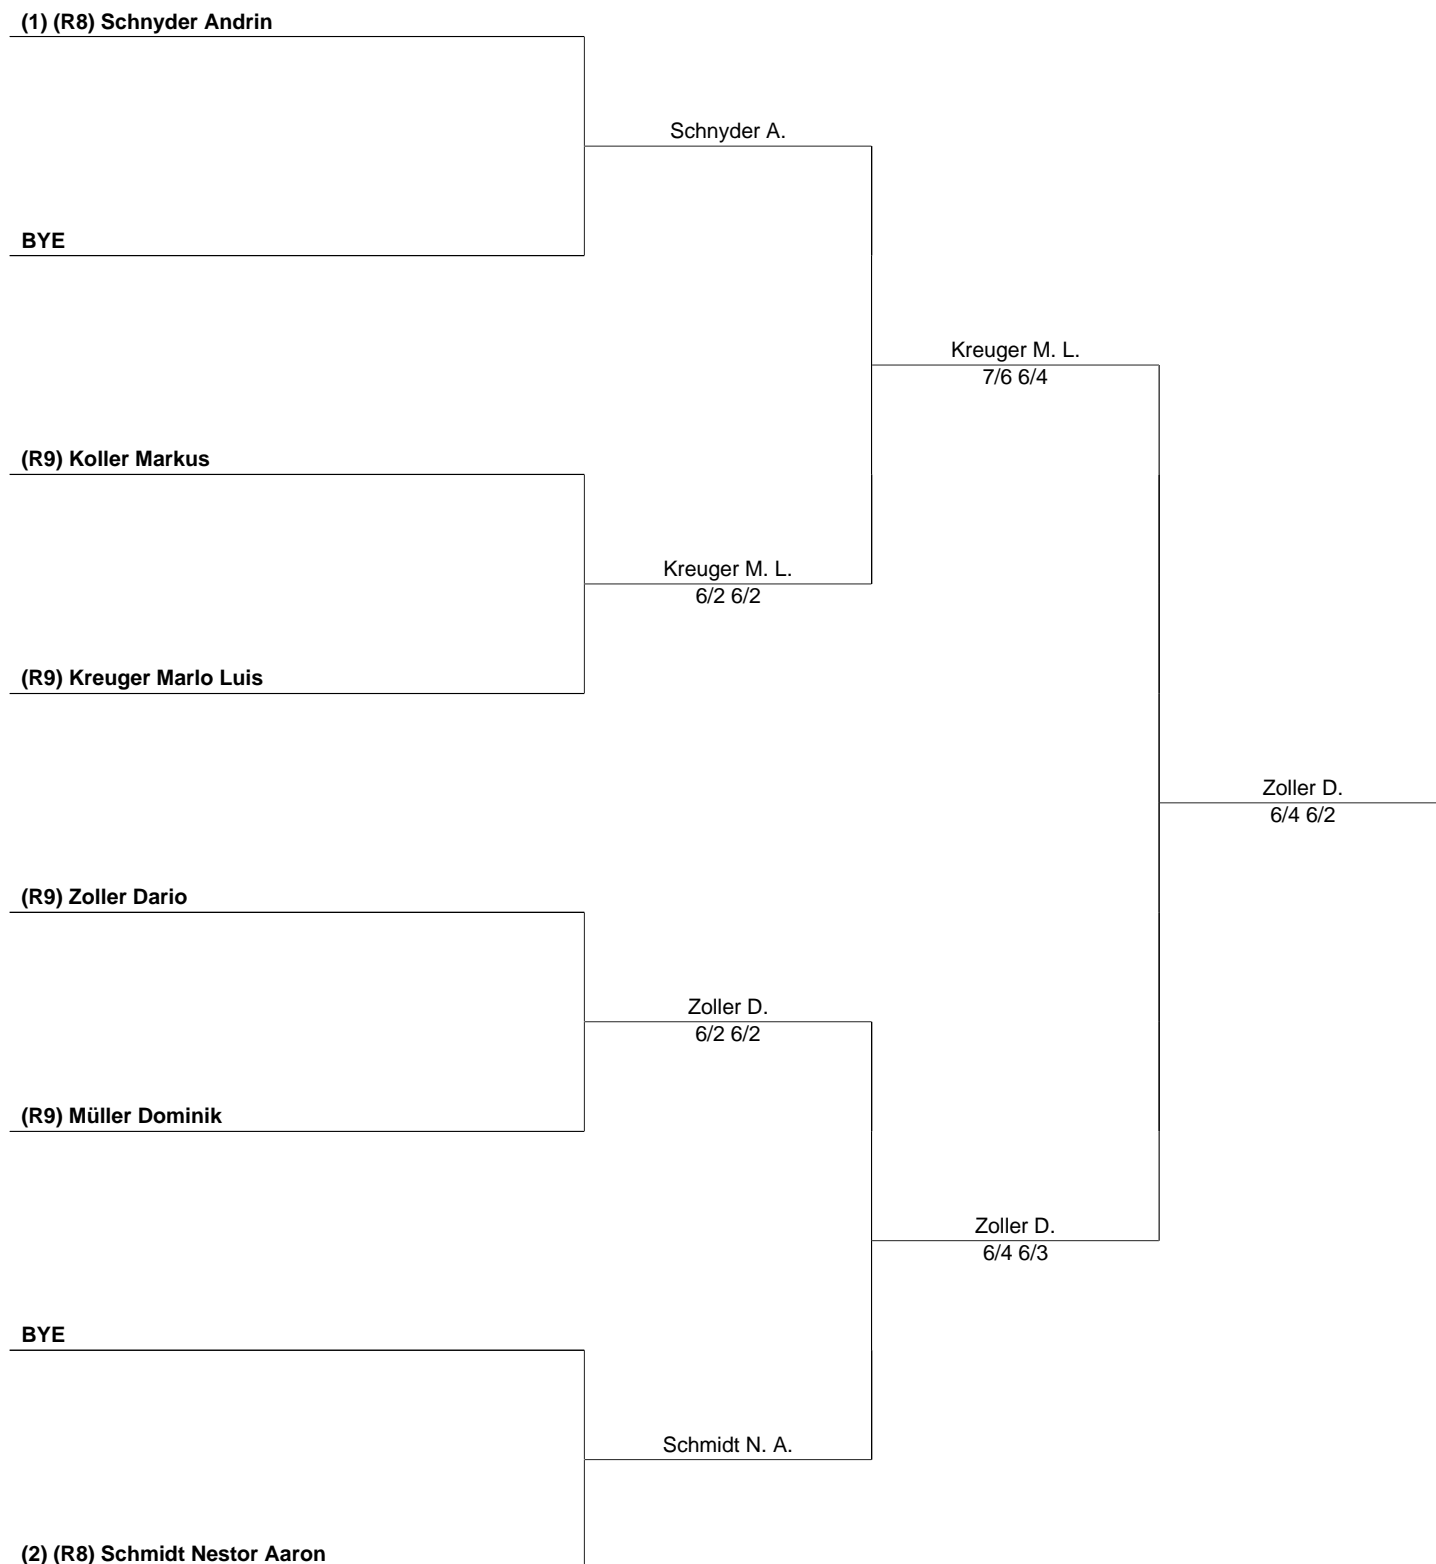 (1) (R8) Schnyder Andrin
Schnyder A.
BYE
Kreuger M. L.
7/6 6/4
(R9) Koller Markus
Kreuger M. L.
6/2 6/2
(R9) Kreuger Marlo Luis
Zoller D.
6/4 6/2
(R9) Zoller Dario
Zoller D.
6/2 6/2
(R9) Müller Dominik
Zoller D.
6/4 6/3
BYE
Schmidt N. A.
(2) (R8) Schmidt Nestor Aaron